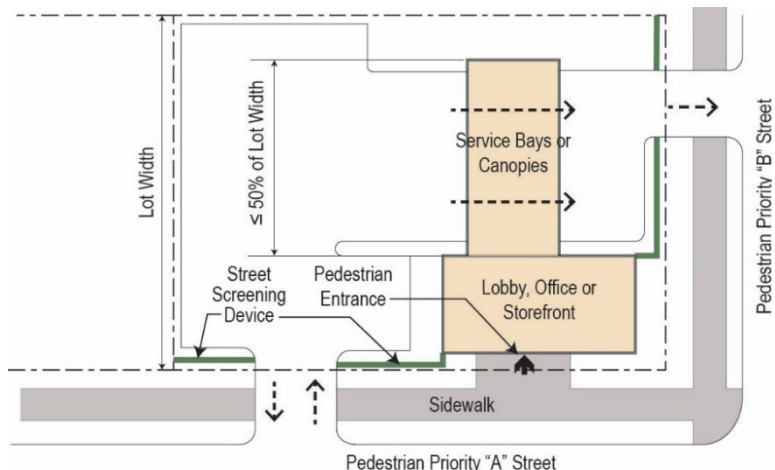 Lot Width
≤ 50% of Lot Width
Service Bays or
Canopies
Street
Screening
Device
Pedestrian
Entrance
Lobby, Office or
Storefront
Sidewalk
Pedestrian Priority "B" Street
Pedestrian Priority "A" Street